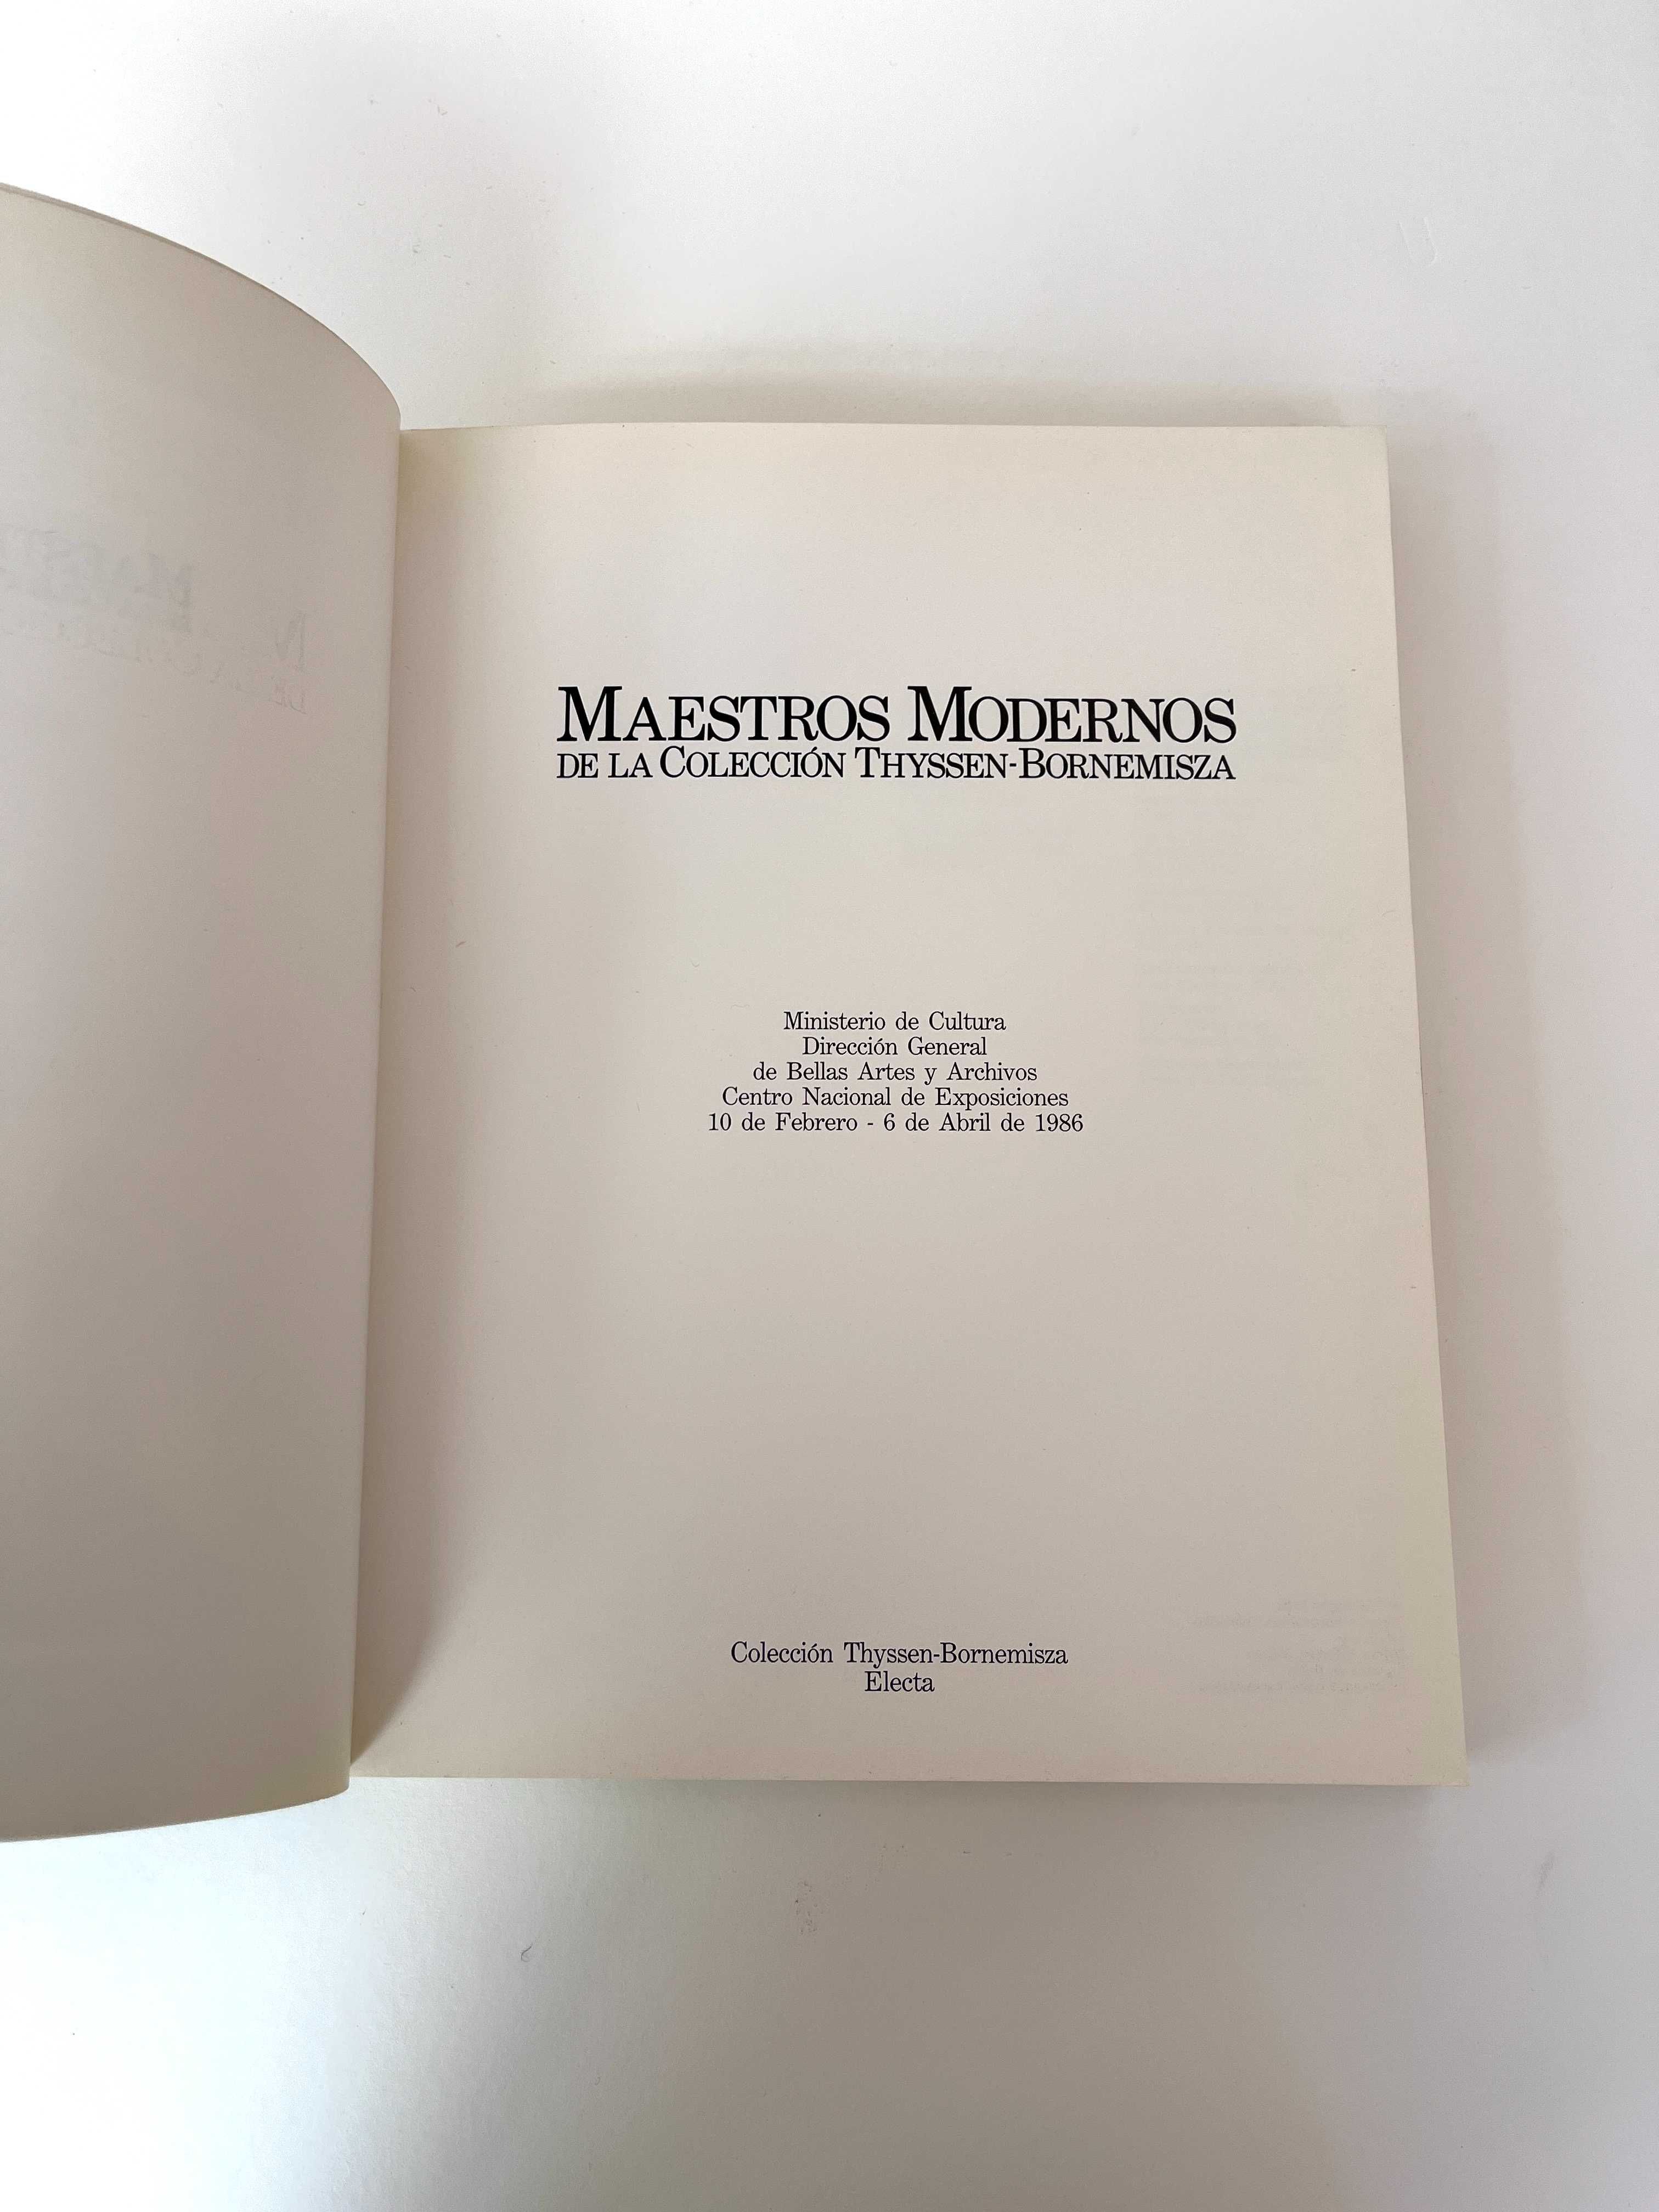 MAESTROS MODERNOS
DE LA COLECCIÓN THYSSEN-BORNEMISZA
Ministerio de Cultura
Dirección General
de Bellas Artes y Archivos
Centro Nacional de Exposiciones
10 de Febrero - 6 de Abril de 1986
Colección Thyssen-Bornemisza
Electa